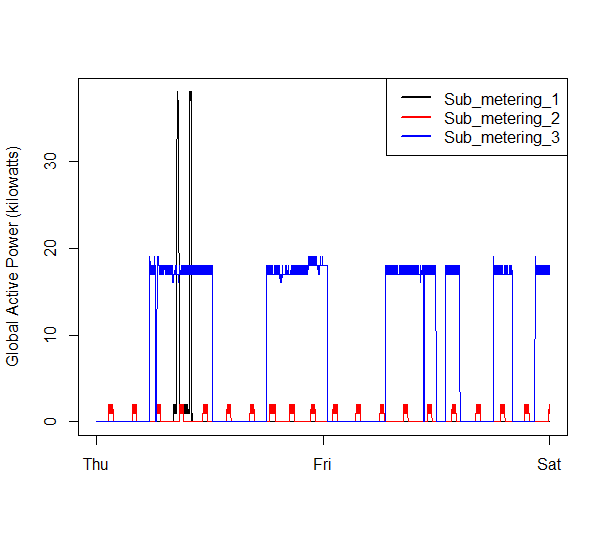 Sub_metering_1
Sub_metering_2
Sub_metering_3
Global Active Power (kilowatts)
30
20
10
0
Thu Fri Sat